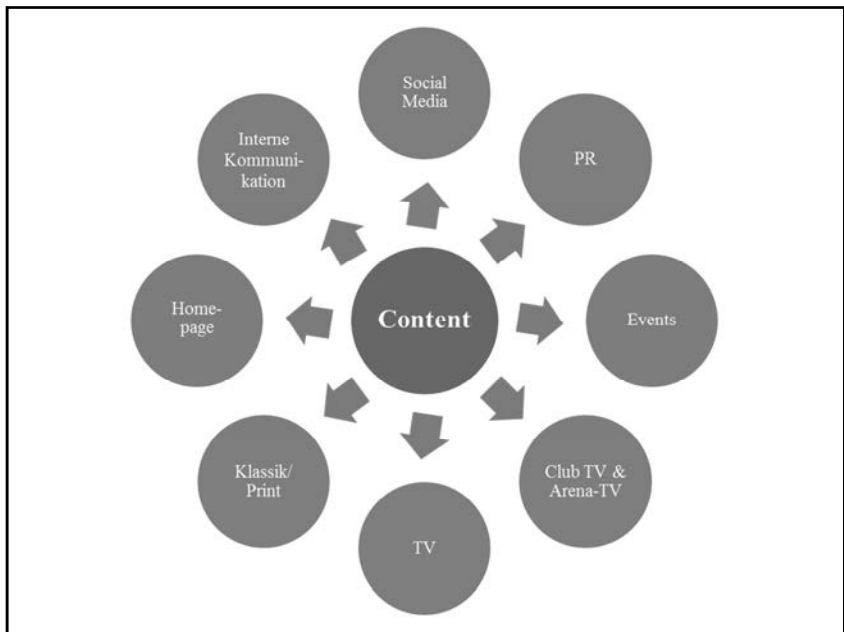 Social
Media
PR
Events
Club TV &
Arena-TV
TV
Klassik/
Print
Home-
page
Interne
Kommuni-
kation
Content